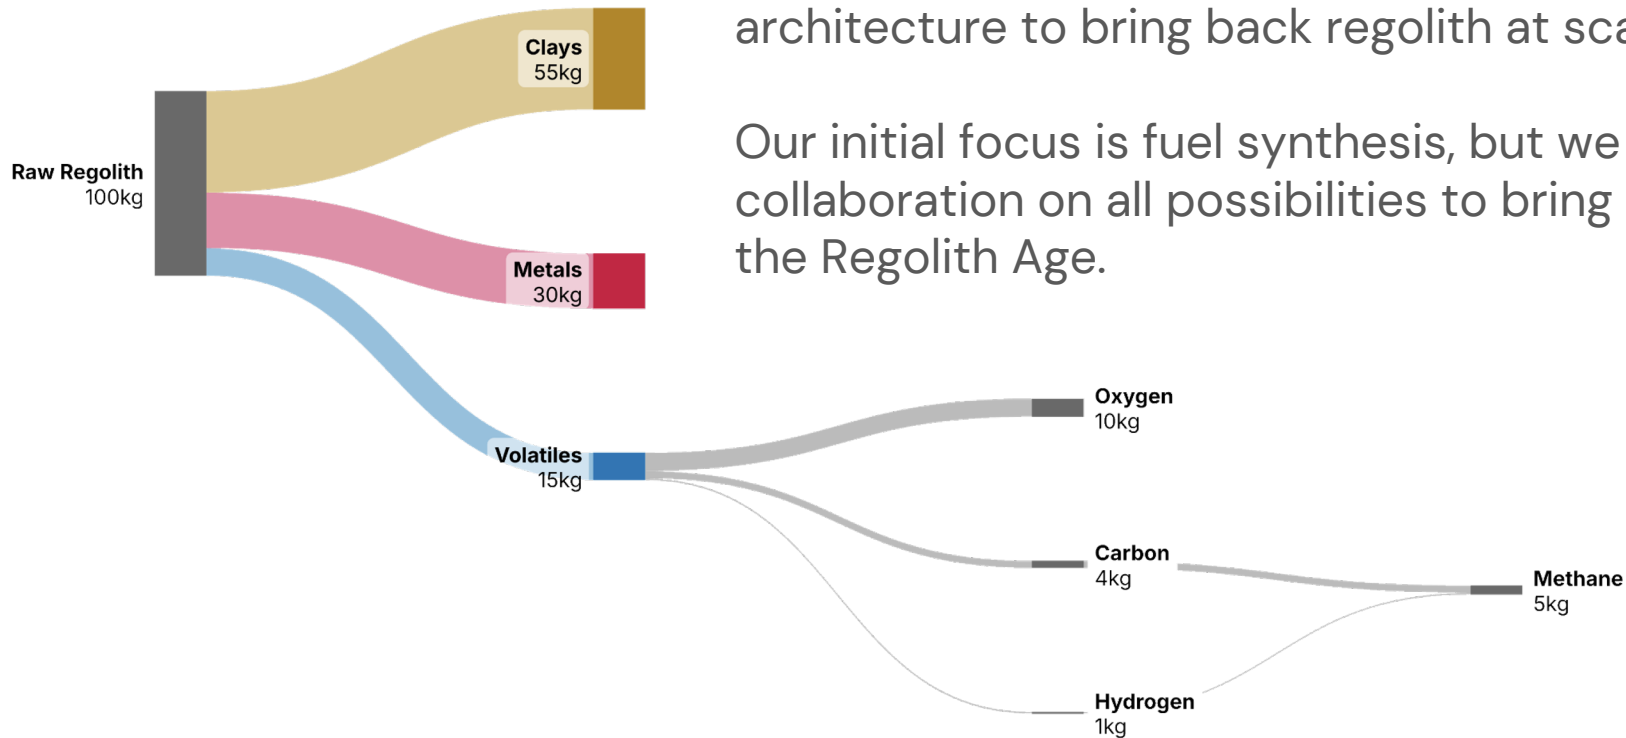 architecture to bring back regolith at sca
Our initial focus is fuel synthesis, but we
collaboration on all possibilities to bring
the Regolith Age.
Clays
55kg
Raw Regolith
100kg
Metals
30kg
Volatiles
15kg
Oxygen
10kg
Carbon
4kg
Methane
5kg
Hydrogen
1kg